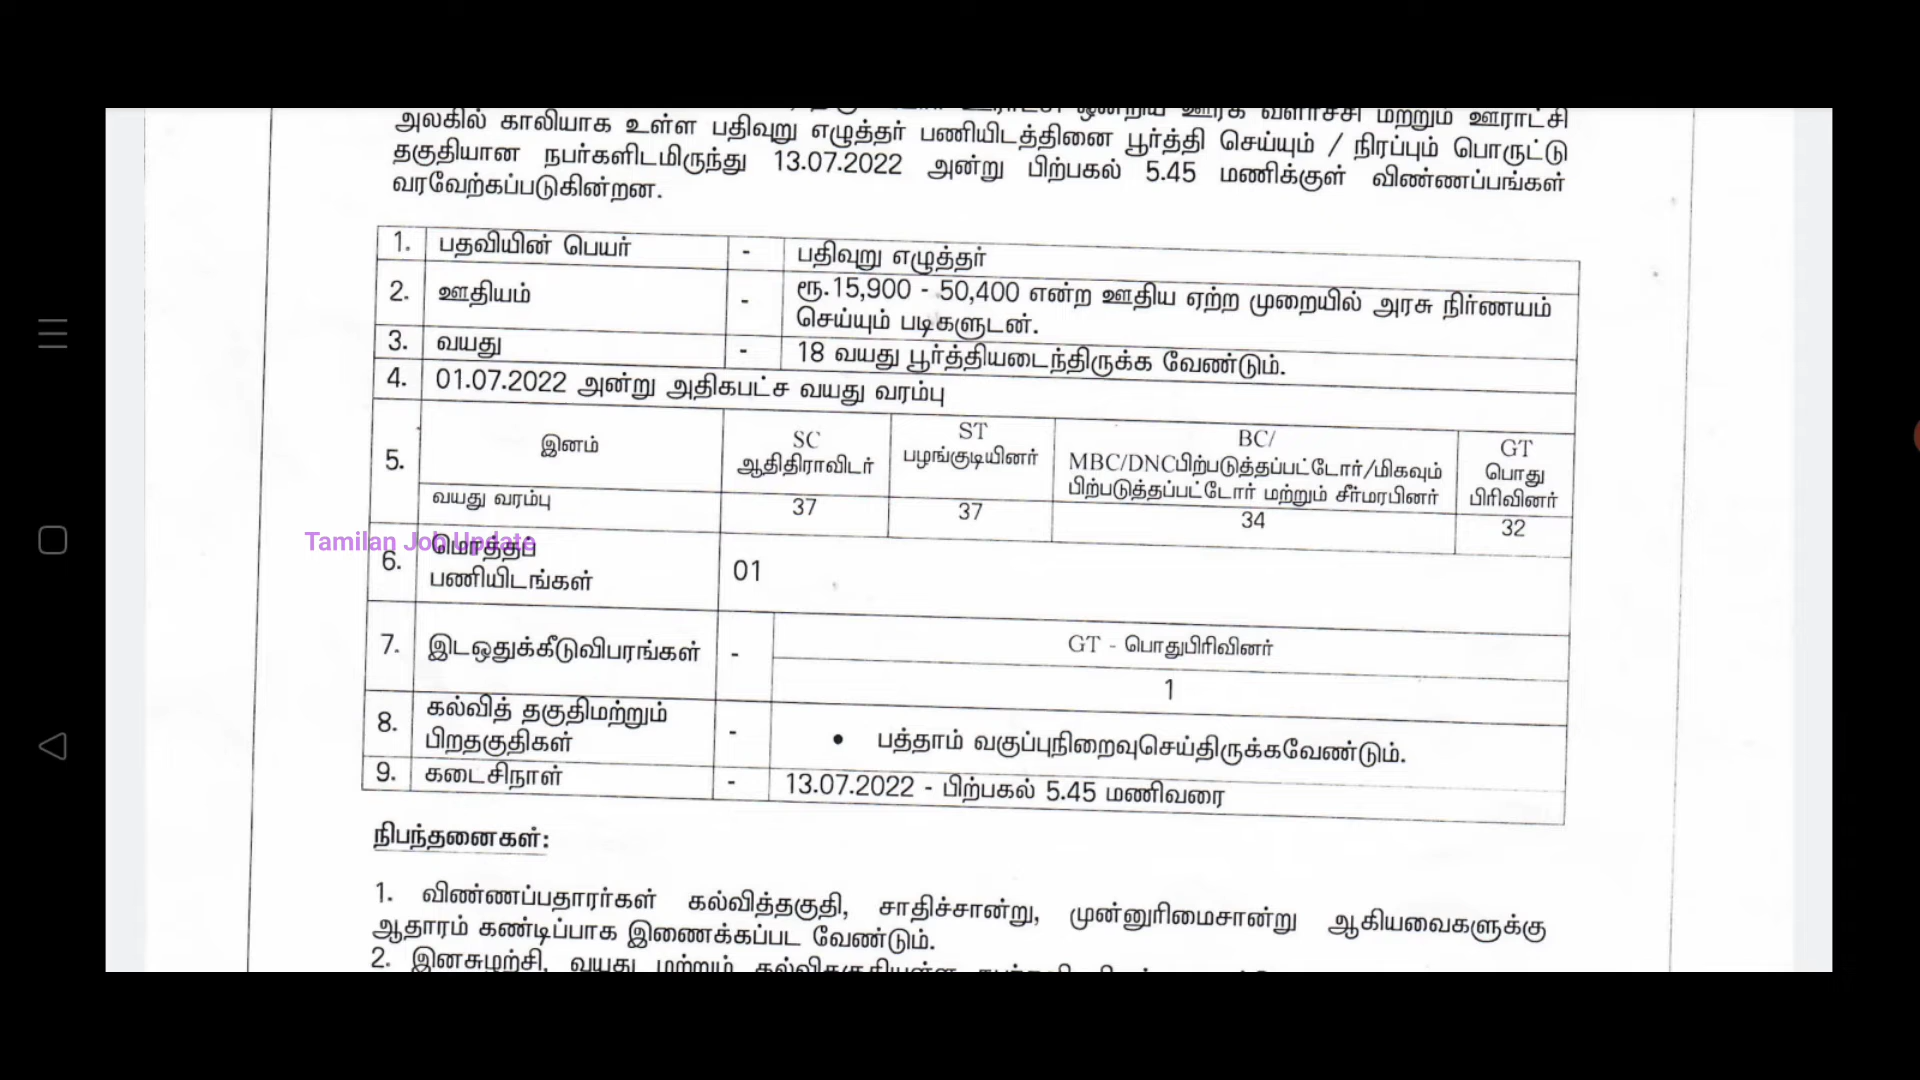 மற்றும் ஊராட்சி
அலகில் காலியாக உள்ள பதிவுறு எழுத்தர் பணியிடத்தினை பூர்த்தி செய்யும் / நிரப்பும் பொருட்டு
தகுதியான நபர்களிடமிருந்து 13.07.2022 அன்று பிற்பகல் 5.45 மணிக்குள் விண்ணப்பங்கள்
வரவேற்கப்படுகின்றன.
1. பதவியின் பெயர் - பதிவுறு எழுத்தர்
2. ஊதியம் - ரூ.15,900 - 50,400 என்ற ஊதிய ஏற்ற முறையில் அரசு நிர்ணயம்
செய்யும் படிகளுடன்.
3. வயது - 18 வயது பூர்த்தியடைந்திருக்க வேண்டும்.
4. 01.07.2022 அன்று அதிகபட்ச வயது வரம்பு
5. இனம்
SC
ஆதிதிராவிடர்
ST
பழங்குடியினர்
BC/
MBC/DNCபிற்படுத்தப்பட்டோர்/மிகவும்
பிற்படுத்தப்பட்டோர் மற்றும் சீர்மரபினர்
GT
பொது
பிரிவினர்
வயது வரம்பு 37 37 34 32
Tamilan Job Update
6. மொத்தப்
பணியிடங்கள்
01
7. இடஒதுக்கீடுவிபரங்கள் - GT - பொதுபிரிவினர்
1
8. கல்வித் தகுதிமற்றும்
பிறதகுதிகள்
- • பத்தாம் வகுப்புநிறைவுசெய்திருக்கவேண்டும்.
9. கடைசிநாள் - 13.07.2022 - பிற்பகல் 5.45 மணிவரை
நிபந்தனைகள்:
1. விண்ணப்பதாரர்கள் கல்வித்தகுதி, சாதிச்சான்று, முன்னுரிமைசான்று ஆகியவைகளுக்கு
ஆதாரம் கண்டிப்பாக இணைக்கப்பட வேண்டும்.
2. இனசுழற்சி, வயது மற்றும்